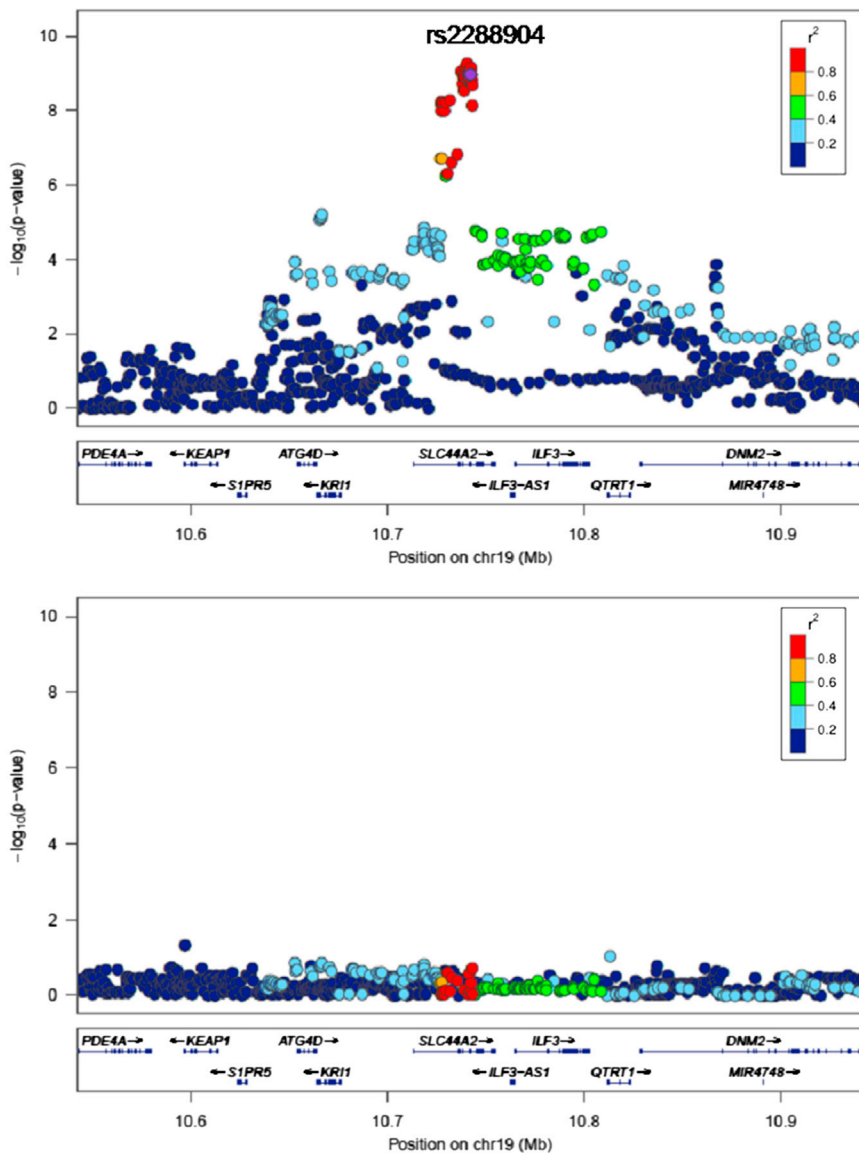 rs2288904
10
8
6
4
2
0
−log10(p-value)
r2
0.8
0.6
0.4
0.2
PDE4A→ ←KEAP1 ATG4D→ SLC44A2→ ILF3→ DNM2→
←S1PR5 ←KRI1 ←ILF3−AS1 QTRT1→ MIR4748→
10.6 10.7 10.8 10.9
Position on chr19 (Mb)
10
8
6
4
2
0
−log10(p-value)
r2
0.8
0.6
0.4
0.2
PDE4A→ ←KEAP1 ATG4D→ SLC44A2→ ILF3→ DNM2→
←S1PR5 ←KRI1 ←ILF3−AS1 QTRT1→ MIR4748→
10.6 10.7 10.8 10.9
Position on chr19 (Mb)